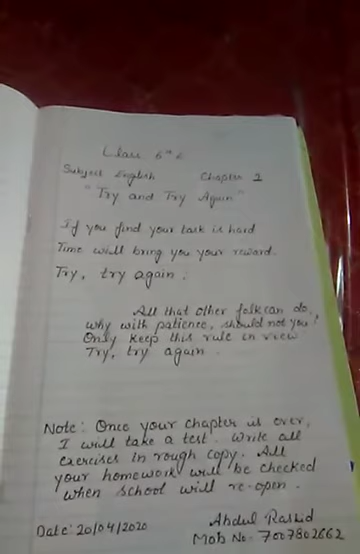 Class 6th
Subject English Chapter 2
"Try and Try Again"
If you find your task is hard
Time will bring you your reward.
Try, try again.
All that other folk can do,
why with patience, should not you?
Only keep this rule in view
Try, try again.
Note: Once your chapter is over,
I will take a test. Write all
exercises in rough copy. All
your homework will be checked
when school will re-open.
Date: 20/04/2020
Abdul Rashid
Mob No- 7007802662